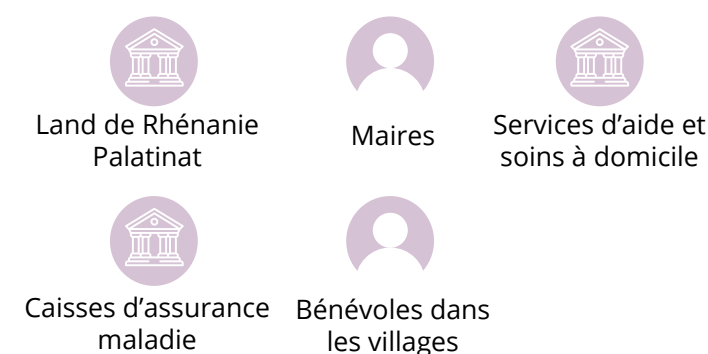 Land de Rhénanie
Palatinat
Maires
Services d'aide et
soins à domicile
Caisses d'assurance
maladie
Bénévoles dans
les villages